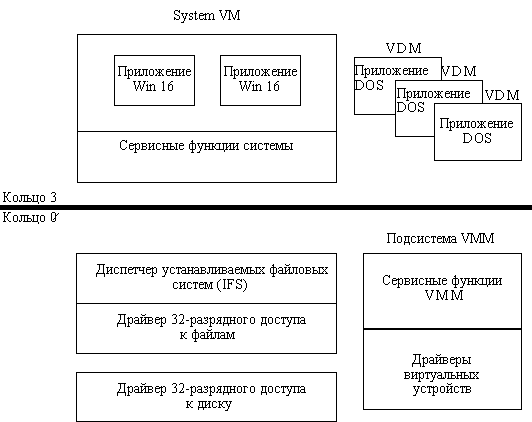 System VM
Приложение
Win 16
Приложение
Win 16
Сервисные функции системы
VDM
Приложение
DOS
VDM
Приложение
DOS
VDM
Приложение
DOS
Кольцо 3
Кольцо 0
Подсистема VMM
Диспетчер устанавливаемых файловых
систем (IFS)
Драйвер 32-разрядного доступа
к файлам
Драйвер 32-разрядного доступа
к диску
Сервисные функции
VMM
Драйверы
виртуальных
устройств